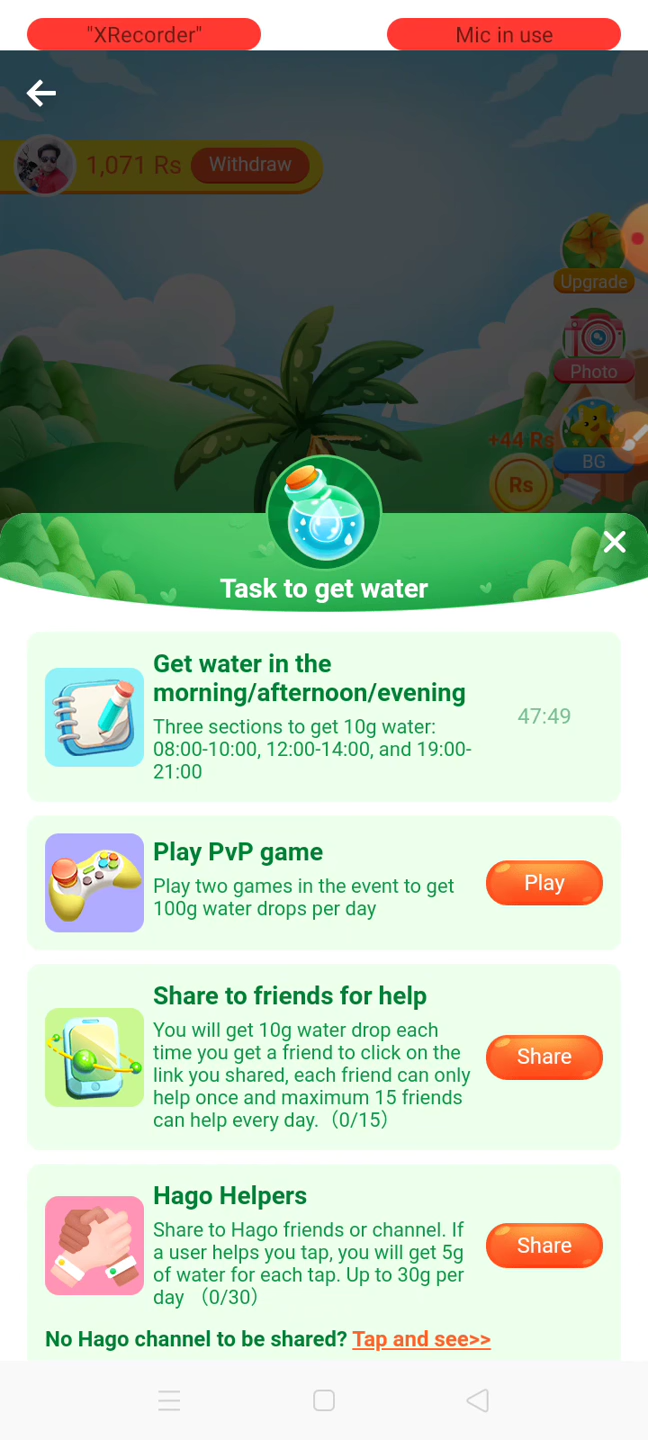 "XRecorder"
Mic in use
1,071 Rs
Withdraw
Upgrade
Photo
+44 Rs
Rs
BG
Task to get water
Get water in the
morning/afternoon/evening
Three sections to get 10g water:
08:00-10:00, 12:00-14:00, and 19:00-
21:00
47:49
Play PvP game
Play two games in the event to get
100g water drops per day
Play
Share to friends for help
You will get 10g water drop each
time you get a friend to click on the
link you shared, each friend can only
help once and maximum 15 friends
can help every day.（0/15）
Share
Hago Helpers
Share to Hago friends or channel. If
a user helps you tap, you will get 5g
of water for each tap. Up to 30g per
day （0/30）
Share
No Hago channel to be shared? Tap and see>>